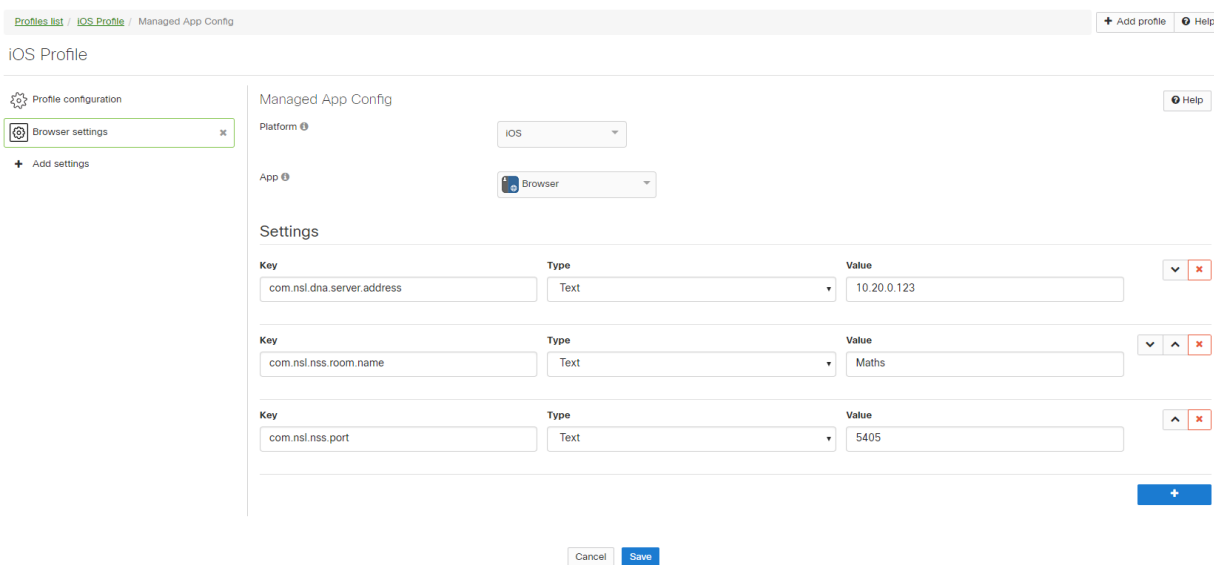 Profiles list / iOS Profile / Managed App Config
Add profile Help
iOS Profile
Profile configuration
Browser settings
Add settings
Managed App Config
Help
Platform
iOS
App
Browser
Settings
Key Type Value
com.nsl.dna.server.address Text 10.20.0.123
Key Type Value
com.nsl.nss.room.name Text Maths
Key Type Value
com.nsl.nss.port Text 5405
Cancel Save